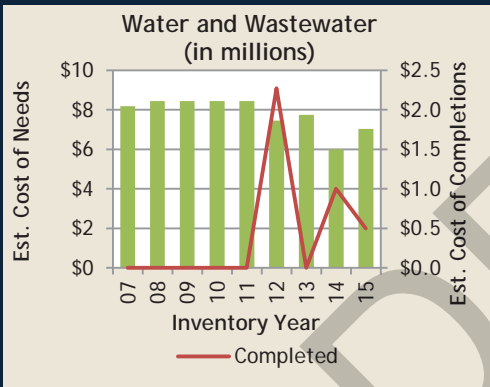 Water and Wastewater
(in millions)
Est. Cost of Needs
$10
$8
$6
$4
$2
$0
$2.5
$2.0
$1.5
$1.0
$0.5
$0.0
Est. Cost of Completions
07 08 09 10 11 12 13 14 15
Inventory Year
Completed